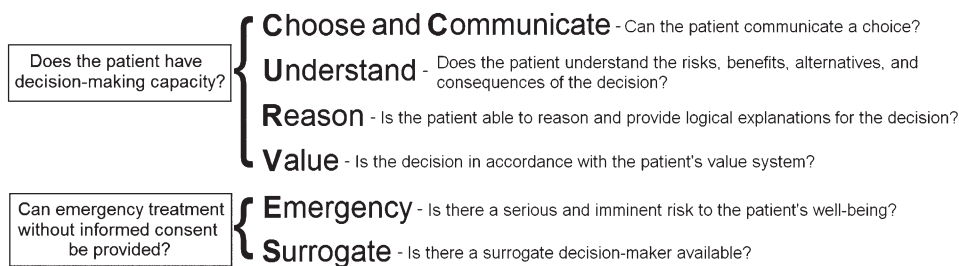 Does the patient have
decision-making capacity?
Choose and Communicate - Can the patient communicate a choice?
Understand - Does the patient understand the risks, benefits, alternatives, and
consequences of the decision?
Reason - Is the patient able to reason and provide logical explanations for the decision?
Value - Is the decision in accordance with the patient's value system?
Can emergency treatment
without informed consent
be provided?
Emergency - Is there a serious and imminent risk to the patient's well-being?
Surrogate - Is there a surrogate decision-maker available?